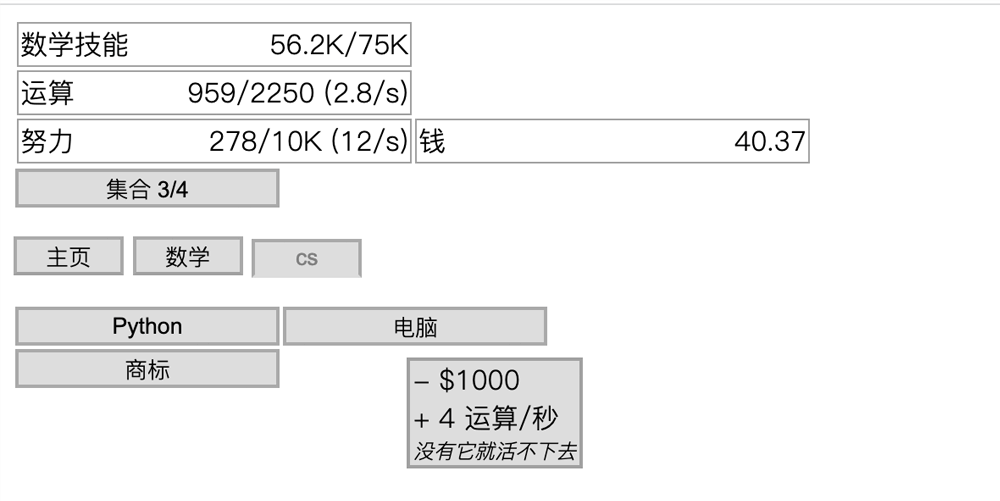 数学技能 56.2K/75K
运算 959/2250 (2.8/s)
努力 278/10K (12/s) 钱 40.37
集合 3/4
主页 数学 cs
Python 电脑
商标
– $1000
+ 4 运算/秒
没有它就活不下去